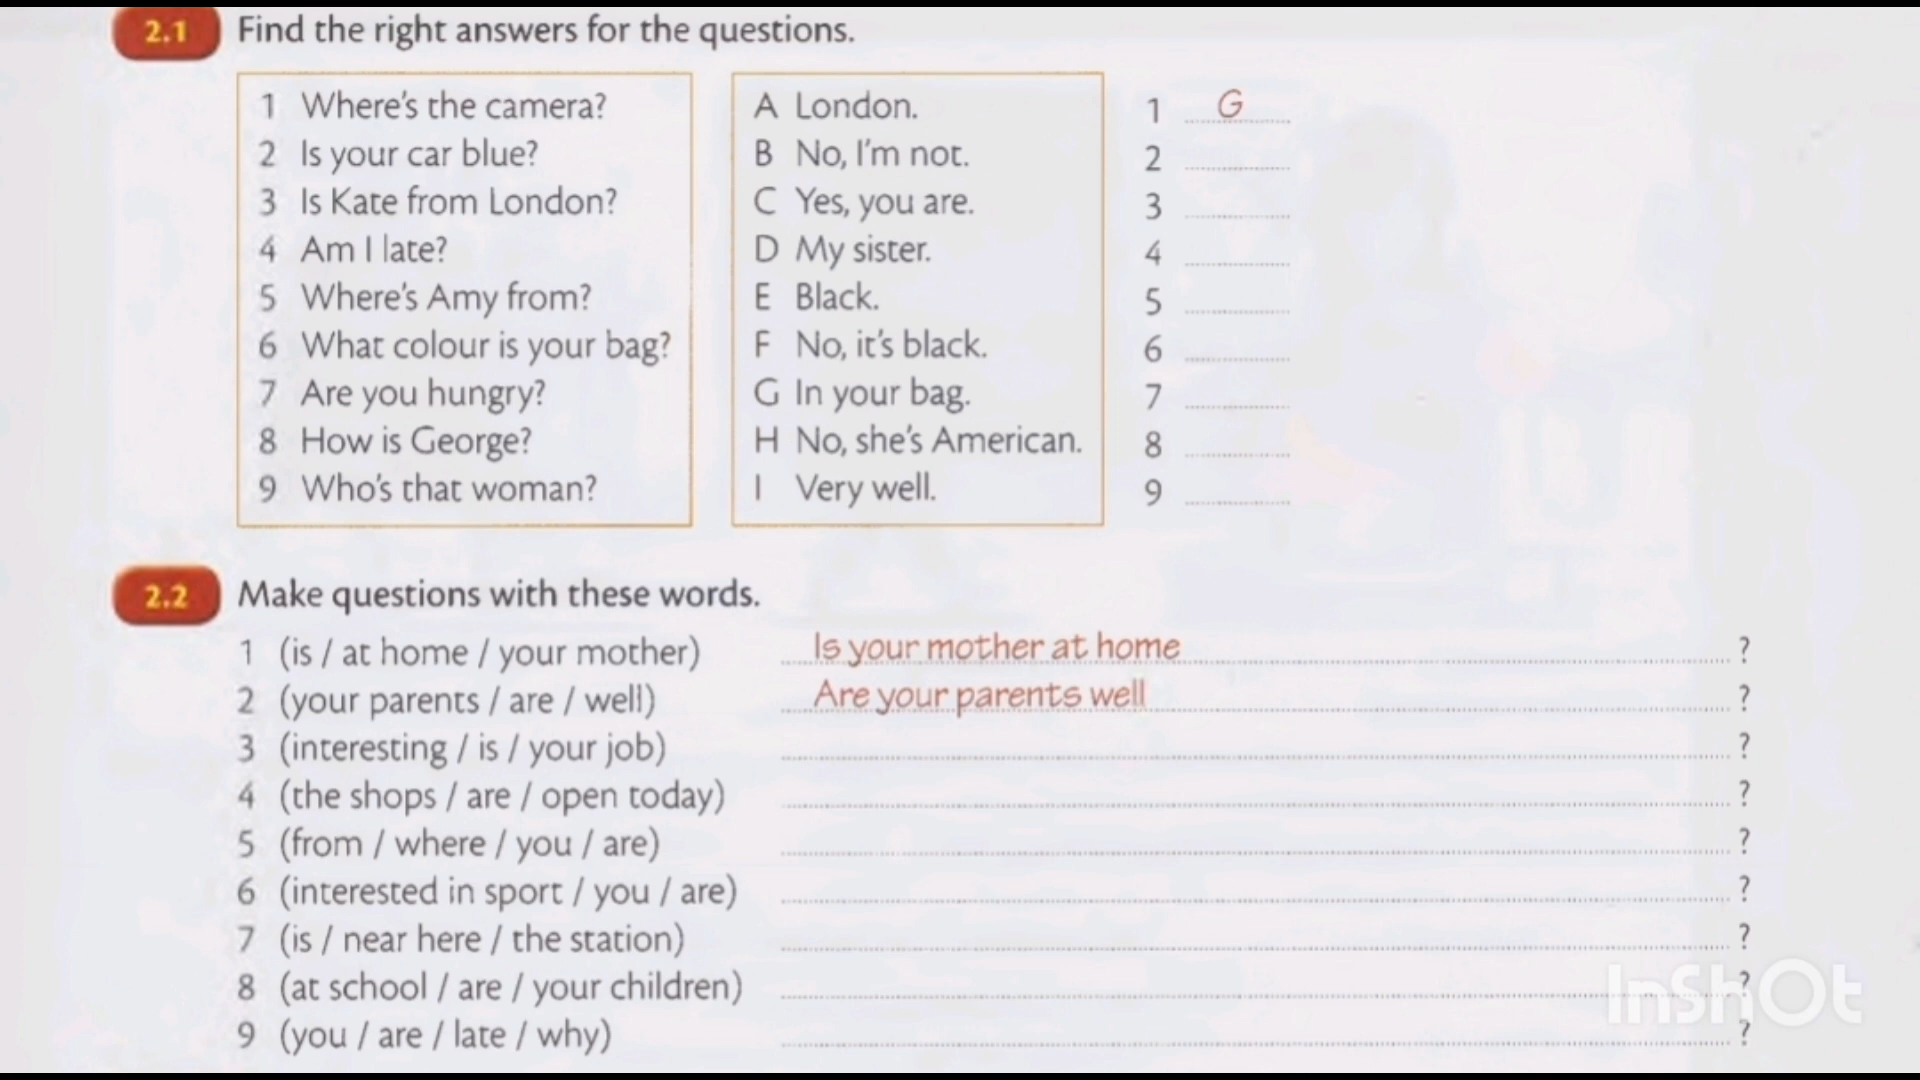 2.1 Find the right answers for the questions.
1 Where's the camera?
2 Is your car blue?
3 Is Kate from London?
4 Am I late?
5 Where's Amy from?
6 What colour is your bag?
7 Are you hungry?
8 How is George?
9 Who's that woman?
A London.
B No, I'm not.
C Yes, you are.
D My sister.
E Black.
F No, it's black.
G In your bag.
H No, she's American.
I Very well.
1 G
2
3
4
5
6
7
8
9
2.2 Make questions with these words.
1 (is / at home / your mother) Is your mother at home ?
2 (your parents / are / well) Are your parents well ?
3 (interesting / is / your job) ?
4 (the shops / are / open today) ?
5 (from / where / you / are) ?
6 (interested in sport / you / are) ?
7 (is / near here / the station) ?
8 (at school / are / your children) ?
9 (you / are / late / why) ?
InShOt